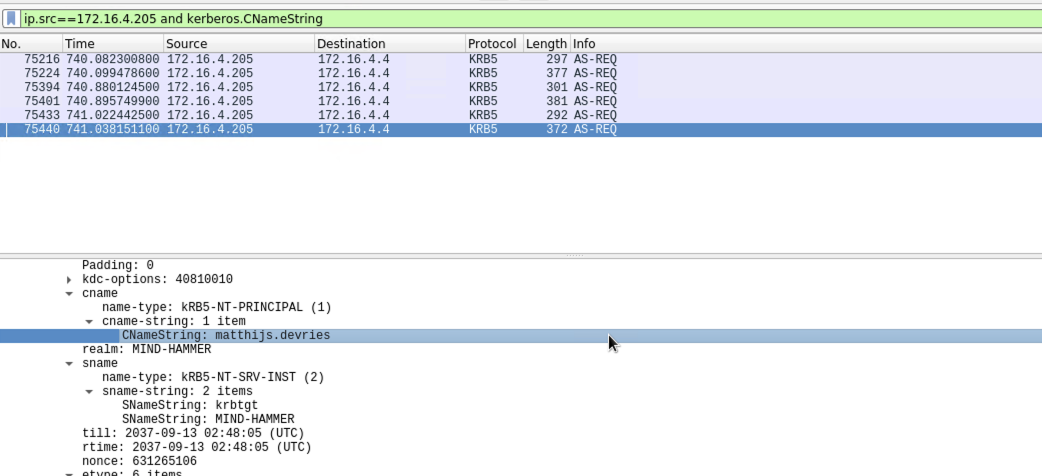 ip.src==172.16.4.205 and kerberos.CNameString
No. Time Source Destination Protocol Length Info
75216 740.082300800 172.16.4.205 172.16.4.4 KRB5 297 AS-REQ
75224 740.099478600 172.16.4.205 172.16.4.4 KRB5 377 AS-REQ
75394 740.880124500 172.16.4.205 172.16.4.4 KRB5 301 AS-REQ
75401 740.895749900 172.16.4.205 172.16.4.4 KRB5 381 AS-REQ
75433 741.022442500 172.16.4.205 172.16.4.4 KRB5 292 AS-REQ
75440 741.038151100 172.16.4.205 172.16.4.4 KRB5 372 AS-REQ
Padding: 0
kdc-options: 40810010
cname
name-type: kRB5-NT-PRINCIPAL (1)
cname-string: 1 item
CNameString: matthijs.devries
realm: MIND-HAMMER
sname
name-type: kRB5-NT-SRV-INST (2)
sname-string: 2 items
SNameString: krbtgt
SNameString: MIND-HAMMER
till: 2037-09-13 02:48:05 (UTC)
rtime: 2037-09-13 02:48:05 (UTC)
nonce: 631265106
etype: 6 items